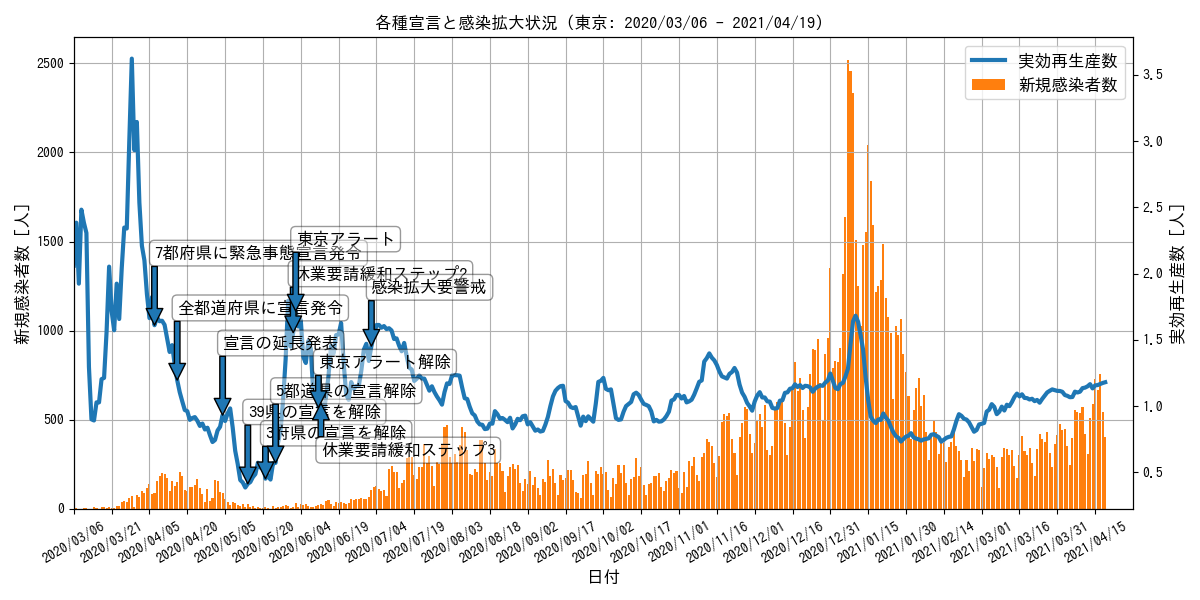 各種宣言と感染拡大状況 (東京: 2020/03/06 - 2021/04/19)
実効再生産数
新規感染者数
新規感染者数 [人]
2500
2000
1500
1000
500
0
3.5
3.0
2.5
2.0
1.5
1.0
0.5
実効再生産数 [人]
東京アラート
7都府県に緊急事態宣言発令
休業要請緩和ステップ2
感染拡大要警戒
全都道府県に宣言発令
宣言の延長発表
東京アラート解除
5都道県の宣言解除
39県の宣言を解除
3府県の宣言を解除
休業要請緩和ステップ3
2020/03/06
2020/03/21
2020/04/05
2020/04/20
2020/05/05
2020/05/20
2020/06/04
2020/06/19
2020/07/04
2020/07/19
2020/08/03
2020/08/18
2020/09/02
2020/09/17
2020/10/02
2020/10/17
2020/11/01
2020/11/16
2020/12/01
2020/12/16
2020/12/31
2021/01/15
2021/01/30
2021/02/14
2021/03/01
2021/03/16
2021/03/31
2021/04/15
日付